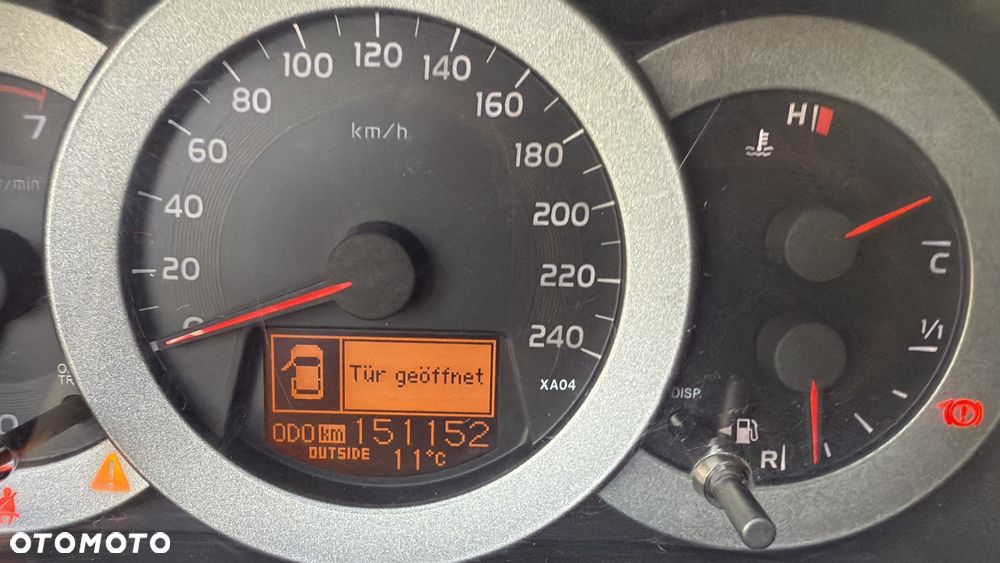 7
r/min
20
40
60
80
100
120
140
160
180
200
220
240
km/h
Tür geöffnet
ODO km 151152
OUTSIDE 11°C
XA04
H
C
1/1
DISP.
R
OTOMOTO